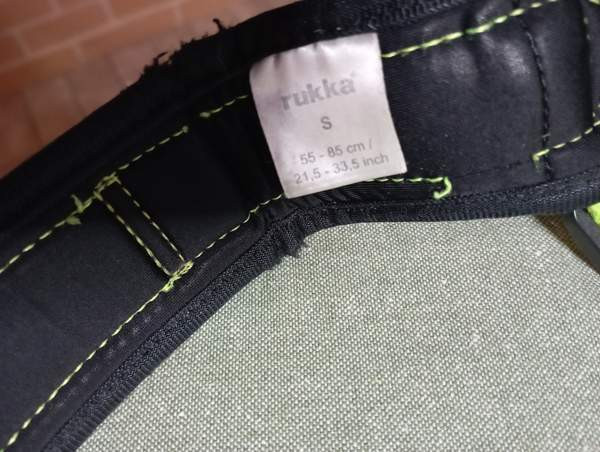 rukka
S
55 - 85 cm /
21,5 - 33,5 inch